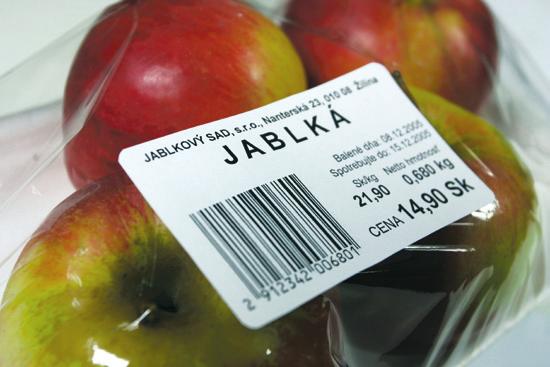 JABLKOVÝ SAD, s.r.o., Nanterská 23, 010 08 Žilina
JABLKÁ
Balené dňa: 08.12.2005
Spotrebujte do: 15.12.2005
Sk/kg Netto hmotnosť
21,90 0,680 kg
CENA 14,90 Sk
2 912342 006801